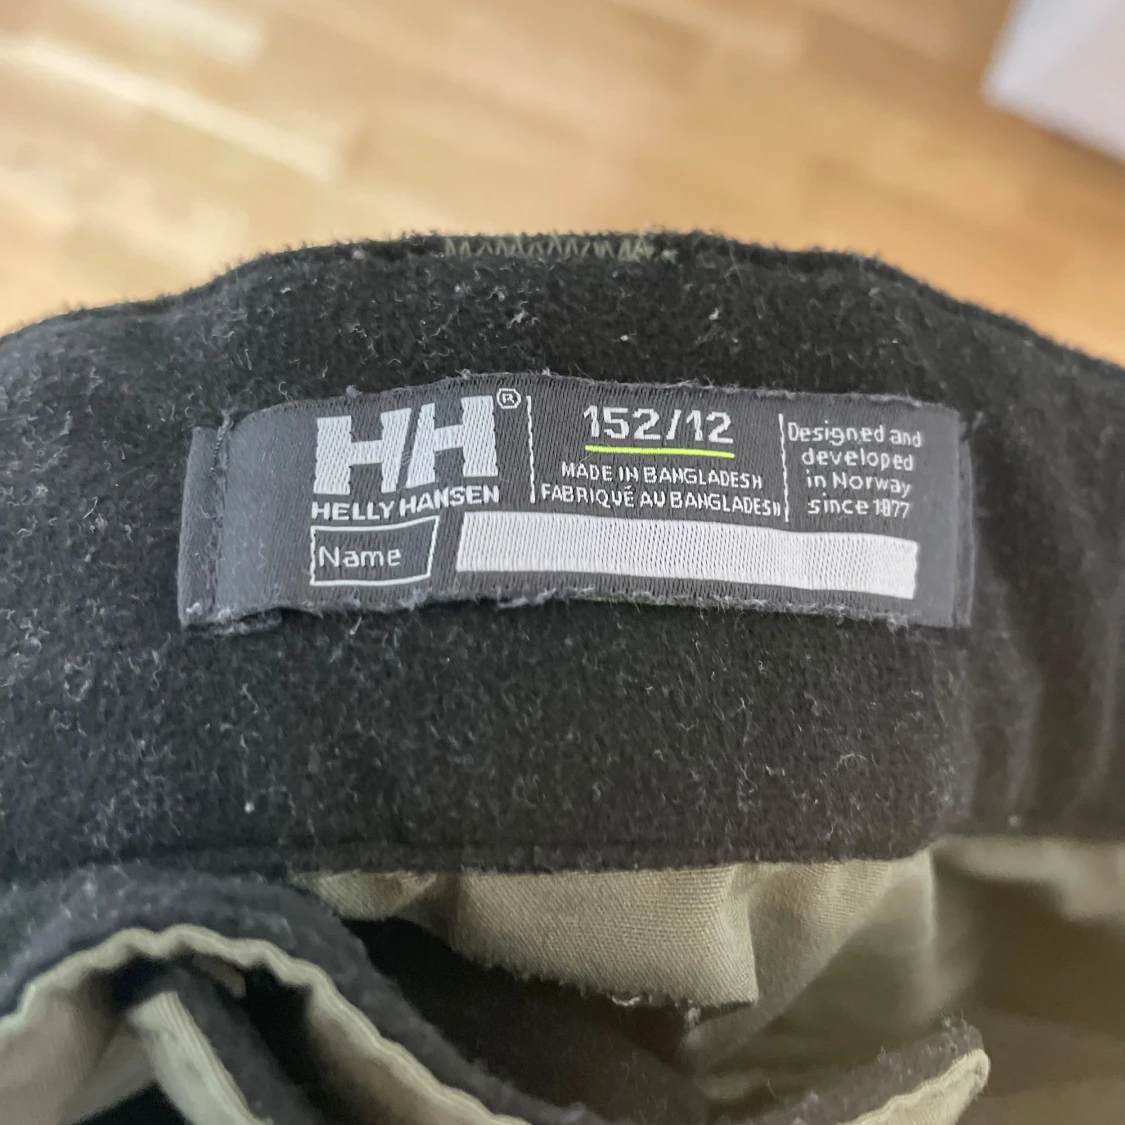 HH®
HELLY HANSEN
Name
152/12
MADE IN BANGLADESH
FABRIQUÉ AU BANGLADESH
Designed and
developed
in Norway
since 1877